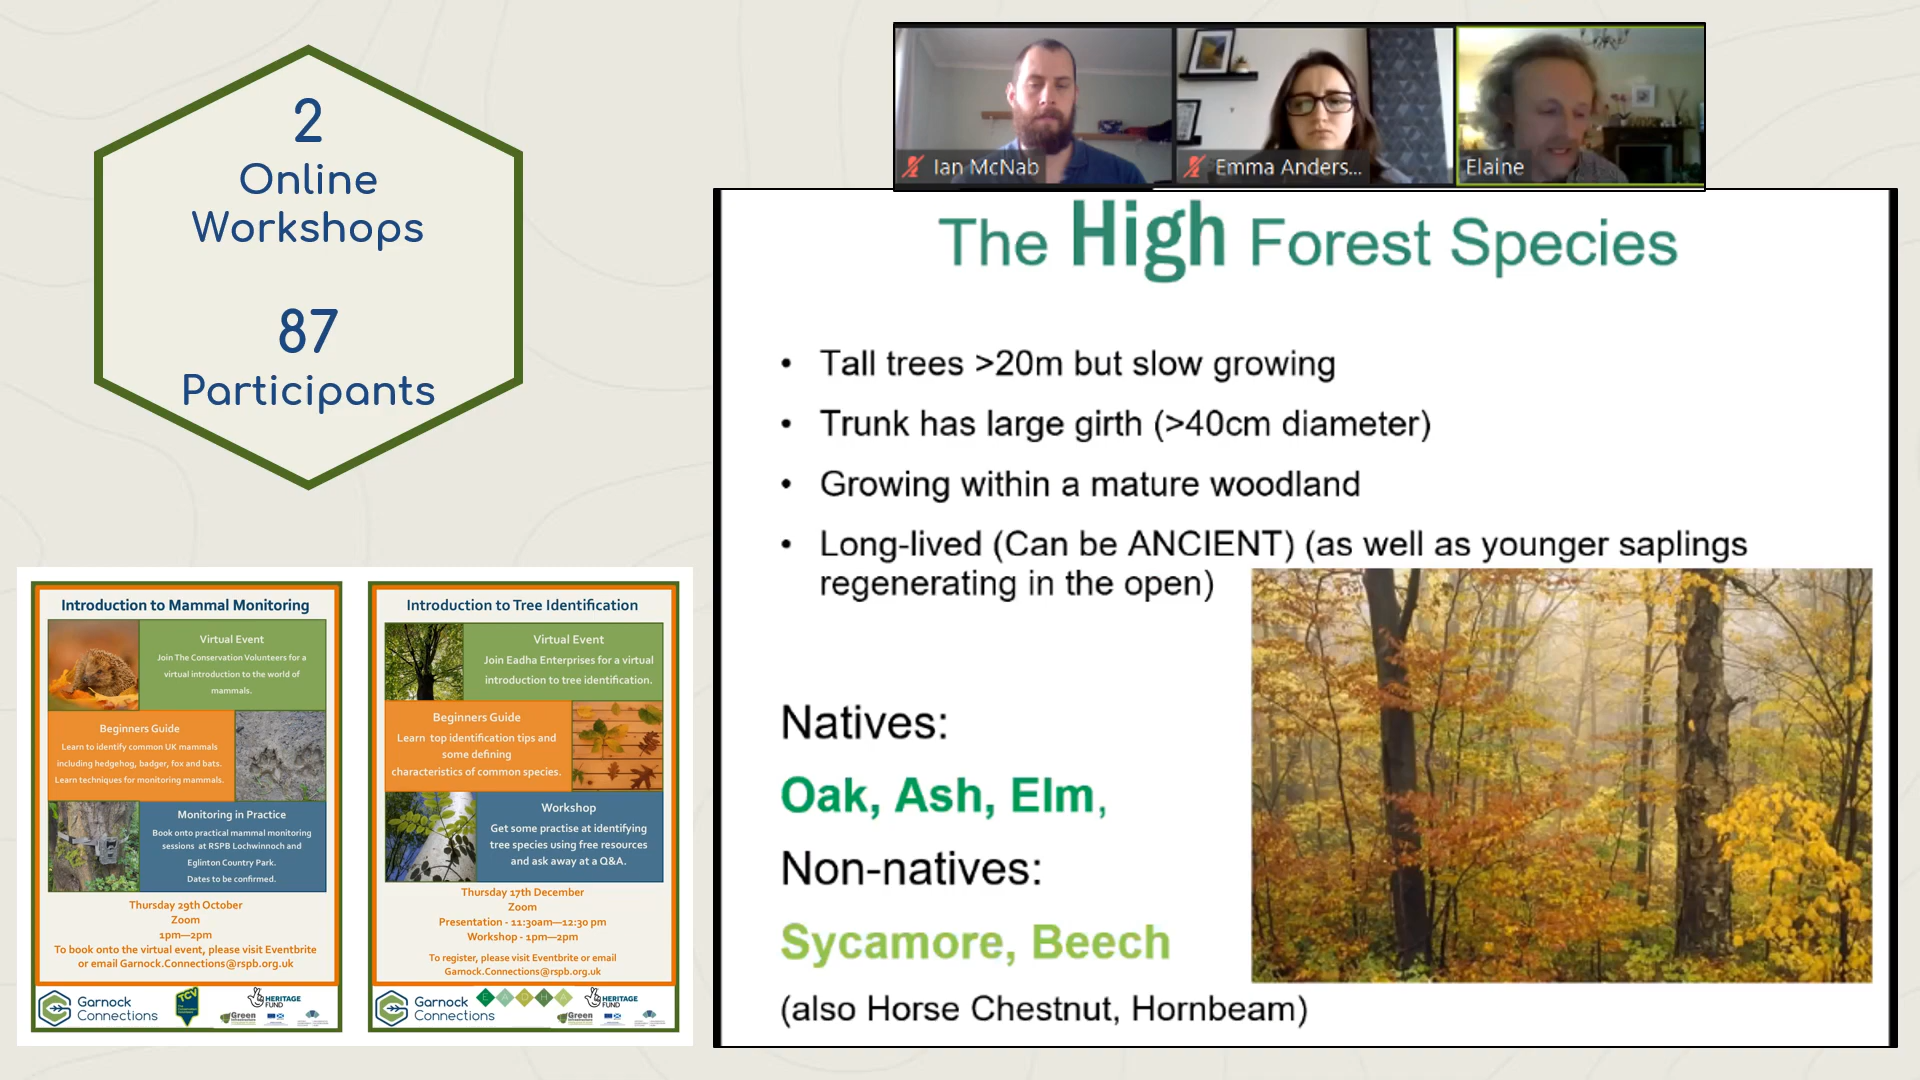 2
Online
Workshops
87
Participants
Ian McNab
Emma Anders...
Elaine
The High Forest Species
• Tall trees >20m but slow growing
• Trunk has large girth (>40cm diameter)
• Growing within a mature woodland
• Long-lived (Can be ANCIENT) (as well as younger saplings
regenerating in the open)
Natives:
Oak, Ash, Elm,
Non-natives:
Sycamore, Beech
(also Horse Chestnut, Hornbeam)
Introduction to Mammal Monitoring
Virtual Event
Join The Conservation Volunteers for a
virtual introduction to the world of
mammals.
Beginners Guide
Learn to identify common UK mammals
including hedgehog, badger, fox and bats.
Learn techniques for monitoring mammals.
Monitoring in Practice
Book onto practical mammal monitoring
sessions at RSPB Lochwinnoch and
Eglinton Country Park.
Dates to be confirmed.
Thursday 29th October
Zoom
1pm—2pm
To book onto the virtual event, please visit Eventbrite
or email Garnock.Connections@rspb.org.uk
Garnock
Connections
TCV
HERITAGE
FUND
Green
Introduction to Tree Identification
Virtual Event
Join Eadha Enterprises for a virtual
introduction to tree identification.
Beginners Guide
Learn top identification tips and
some defining
characteristics of common species.
Workshop
Get some practise at identifying
tree species using free resources
and ask away at a Q&A.
Thursday 17th December
Zoom
Presentation - 11:30am—12:30 pm
Workshop - 1pm—2pm
To register, please visit Eventbrite or email
Garnock.Connections@rspb.org.uk
Garnock
Connections
EADHA
HERITAGE
FUND
Green